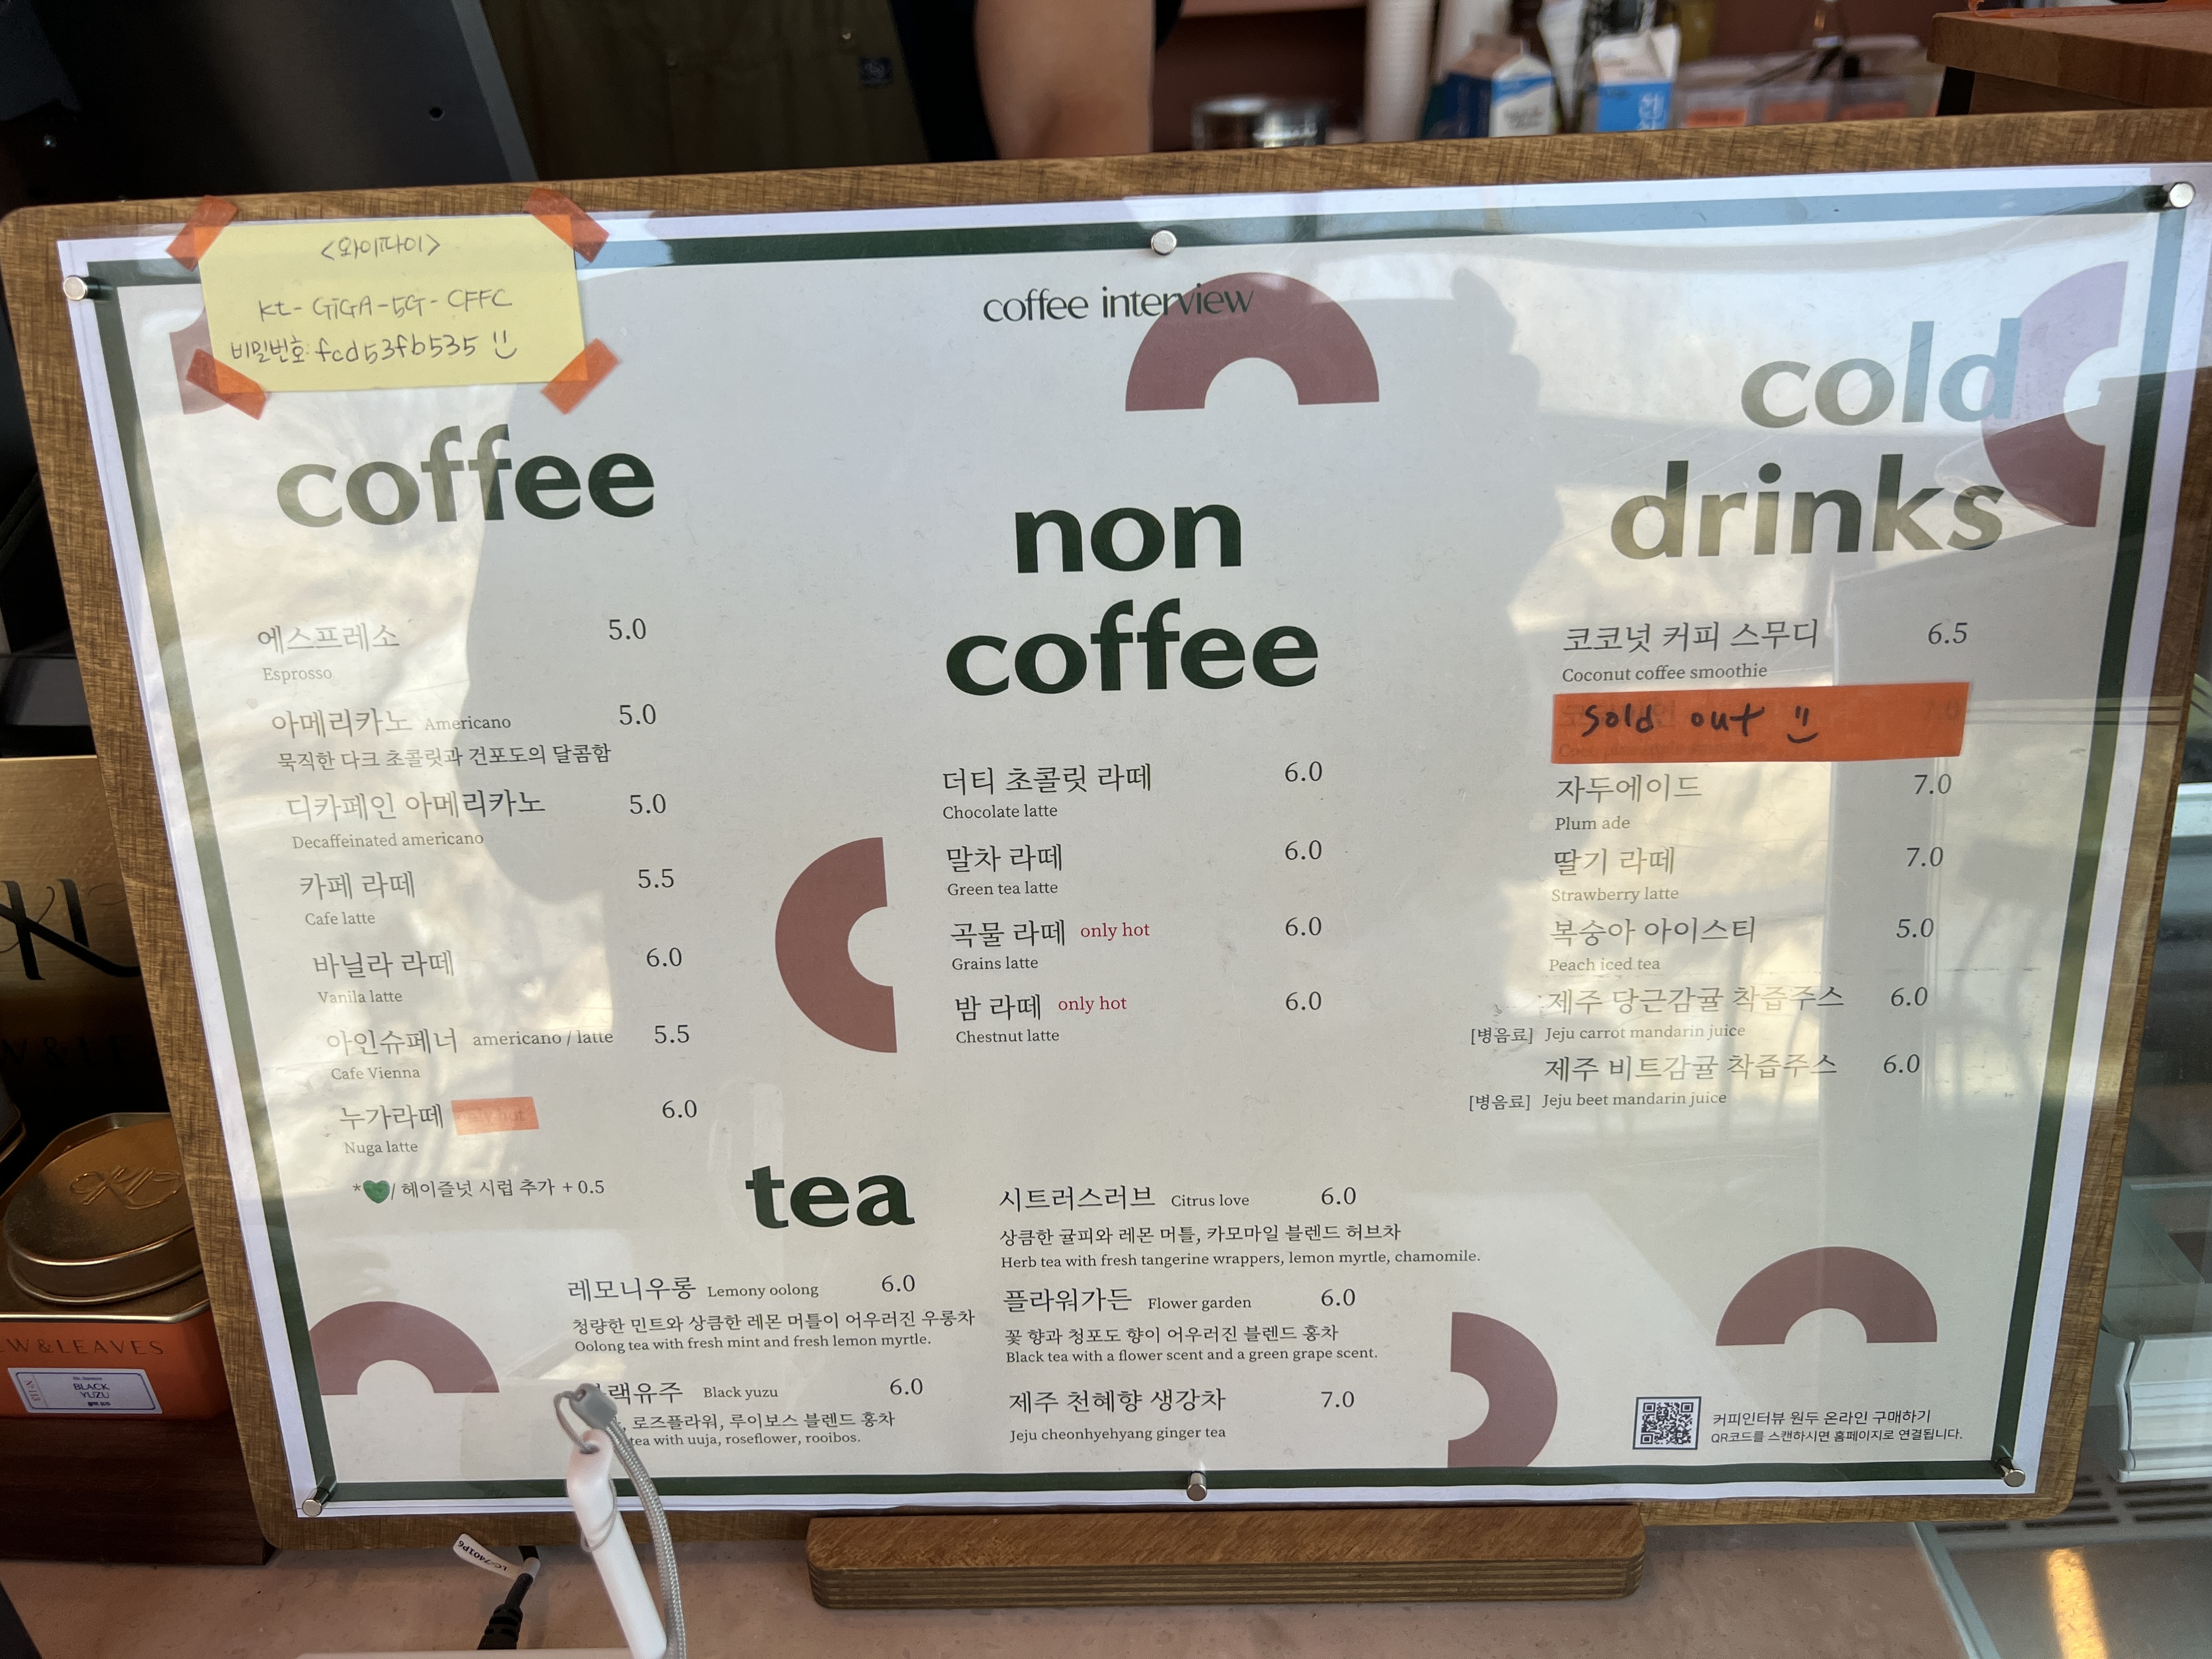 <와이파이>
kt-GiGA-5G-CFFC
비밀번호: fcd53fb535
coffee interview
coffee
에스프레소 5.0
Espresso
아메리카노 Americano 5.0
묵직한 다크 초콜릿과 건포도의 달콤함
디카페인 아메리카노 5.0
Decaffeinated americano
카페 라떼 5.5
Cafe latte
바닐라 라떼 6.0
Vanila latte
아인슈페너 americano / latte 5.5
Cafe Vienna
누가라떼 6.0
Nuga latte
* / 헤이즐넛 시럽 추가 + 0.5
non
coffee
더티 초콜릿 라떼 6.0
Chocolate latte
말차 라떼 6.0
Green tea latte
곡물 라떼 only hot 6.0
Grains latte
밤 라떼 only hot 6.0
Chestnut latte
cold
drinks
코코넛 커피 스무디 6.5
Coconut coffee smoothie
Sold out
자두에이드 7.0
Plum ade
딸기 라떼 7.0
Strawberry latte
복숭아 아이스티 5.0
Peach iced tea
제주 당근감귤 착즙주스 6.0
[병음료] Jeju carrot mandarin juice
제주 비트감귤 착즙주스 6.0
[병음료] Jeju beet mandarin juice
tea
레모니우롱 Lemony oolong 6.0
청량한 민트와 상큼한 레몬 머틀이 어우러진 우롱차
Oolong tea with fresh mint and fresh lemon myrtle.
랙유주 Black yuzu 6.0
, 로즈플라워, 루이보스 블렌드 홍차
tea with uuja, roseflower, rooibos.
시트러스러브 Citrus love 6.0
상큼한 귤피와 레몬 머틀, 카모마일 블렌드 허브차
Herb tea with fresh tangerine wrappers, lemon myrtle, chamomile.
플라워가든 Flower garden 6.0
꽃 향과 청포도 향이 어우러진 블렌드 홍차
Black tea with a flower scent and a green grape scent.
제주 천혜향 생강차 7.0
Jeju cheonhyehyang ginger tea
커피인터뷰 원두 온라인 구매하기
QR코드를 스캔하시면 홈페이지로 연결됩니다.
W&LEAVES
BLACK
YUZU
LC-7401P6